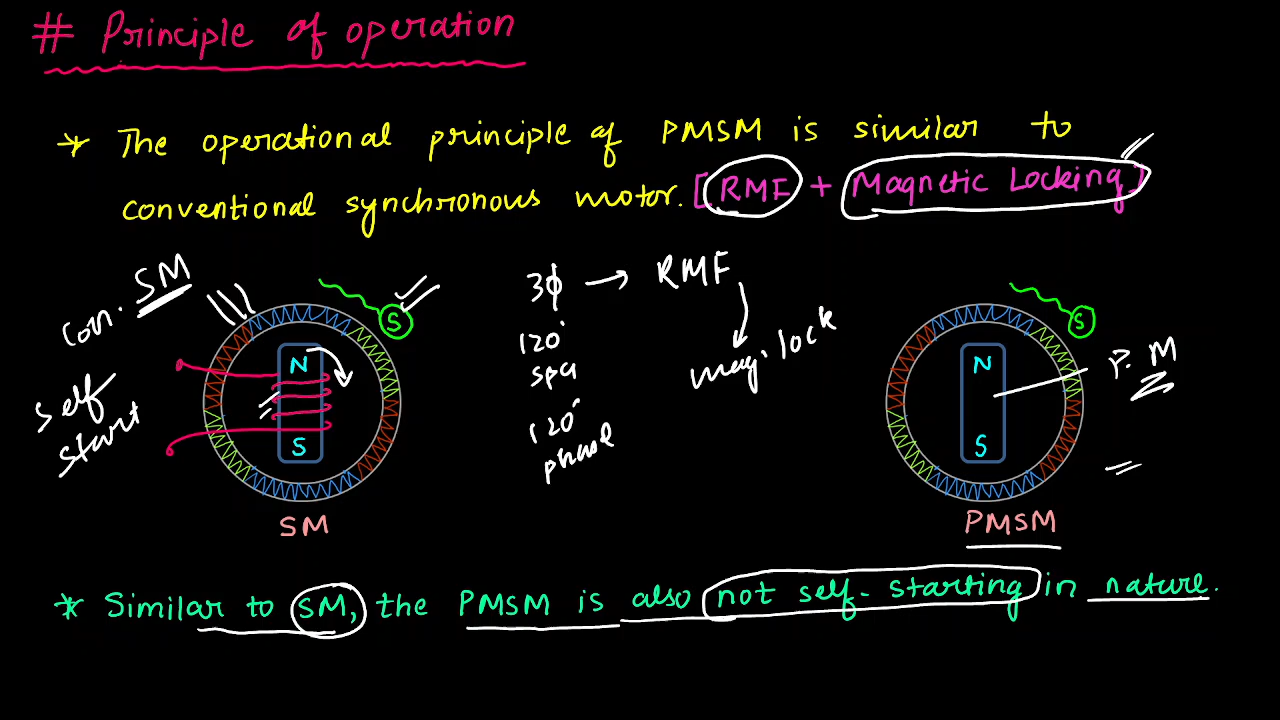 # Principle of operation
* The operational principle of PMSM is similar to
conventional synchronous motor. [RMF + Magnetic Locking]
Con. SM
self
start
S
N
S
SM
3ϕ → RMF
120°
spa
120°
phase
mag. lock
S
N
S
P. M
PMSM
* Similar to SM, the PMSM is also not self-starting in nature.